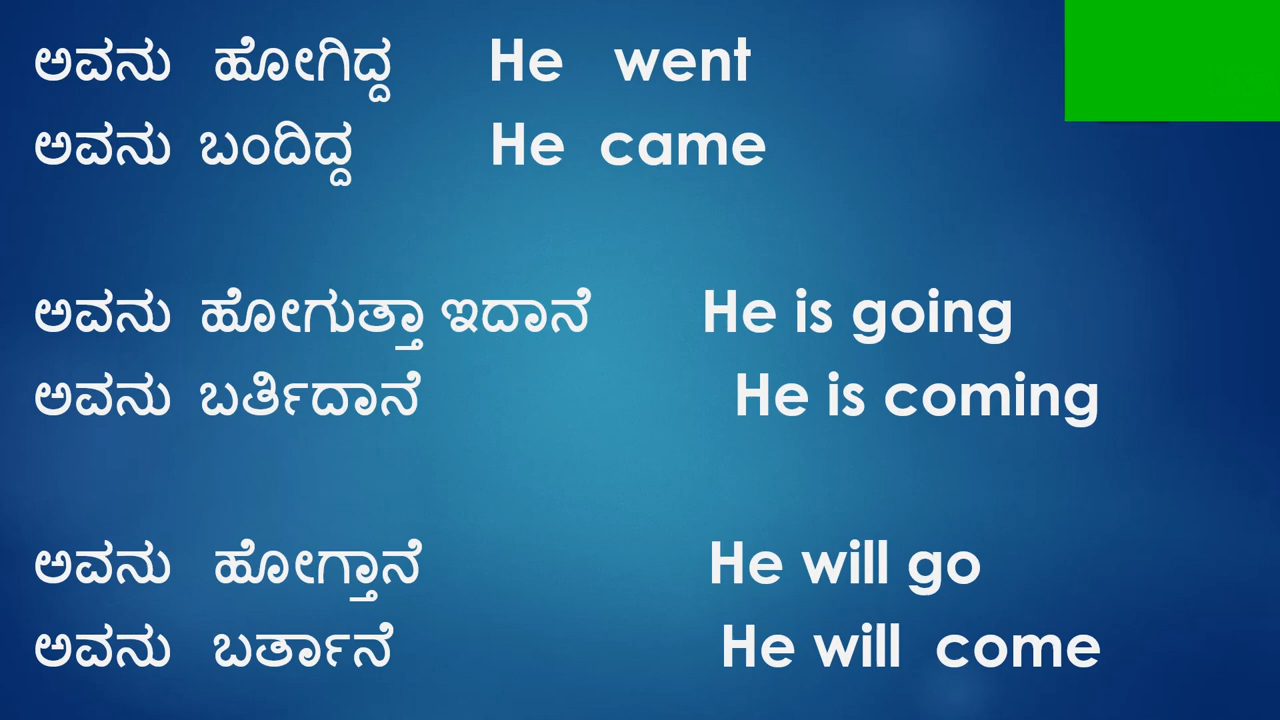 ಅವನು ಹೋಗಿದ್ದ He went
ಅವನು ಬಂದಿದ್ದ He came
ಅವನು ಹೋಗುತ್ತಾ ಇದಾನೆ He is going
ಅವನು ಬರ್ತಿದಾನೆ He is coming
ಅವನು ಹೋಗ್ತಾನೆ He will go
ಅವನು ಬರ್ತಾನೆ He will come